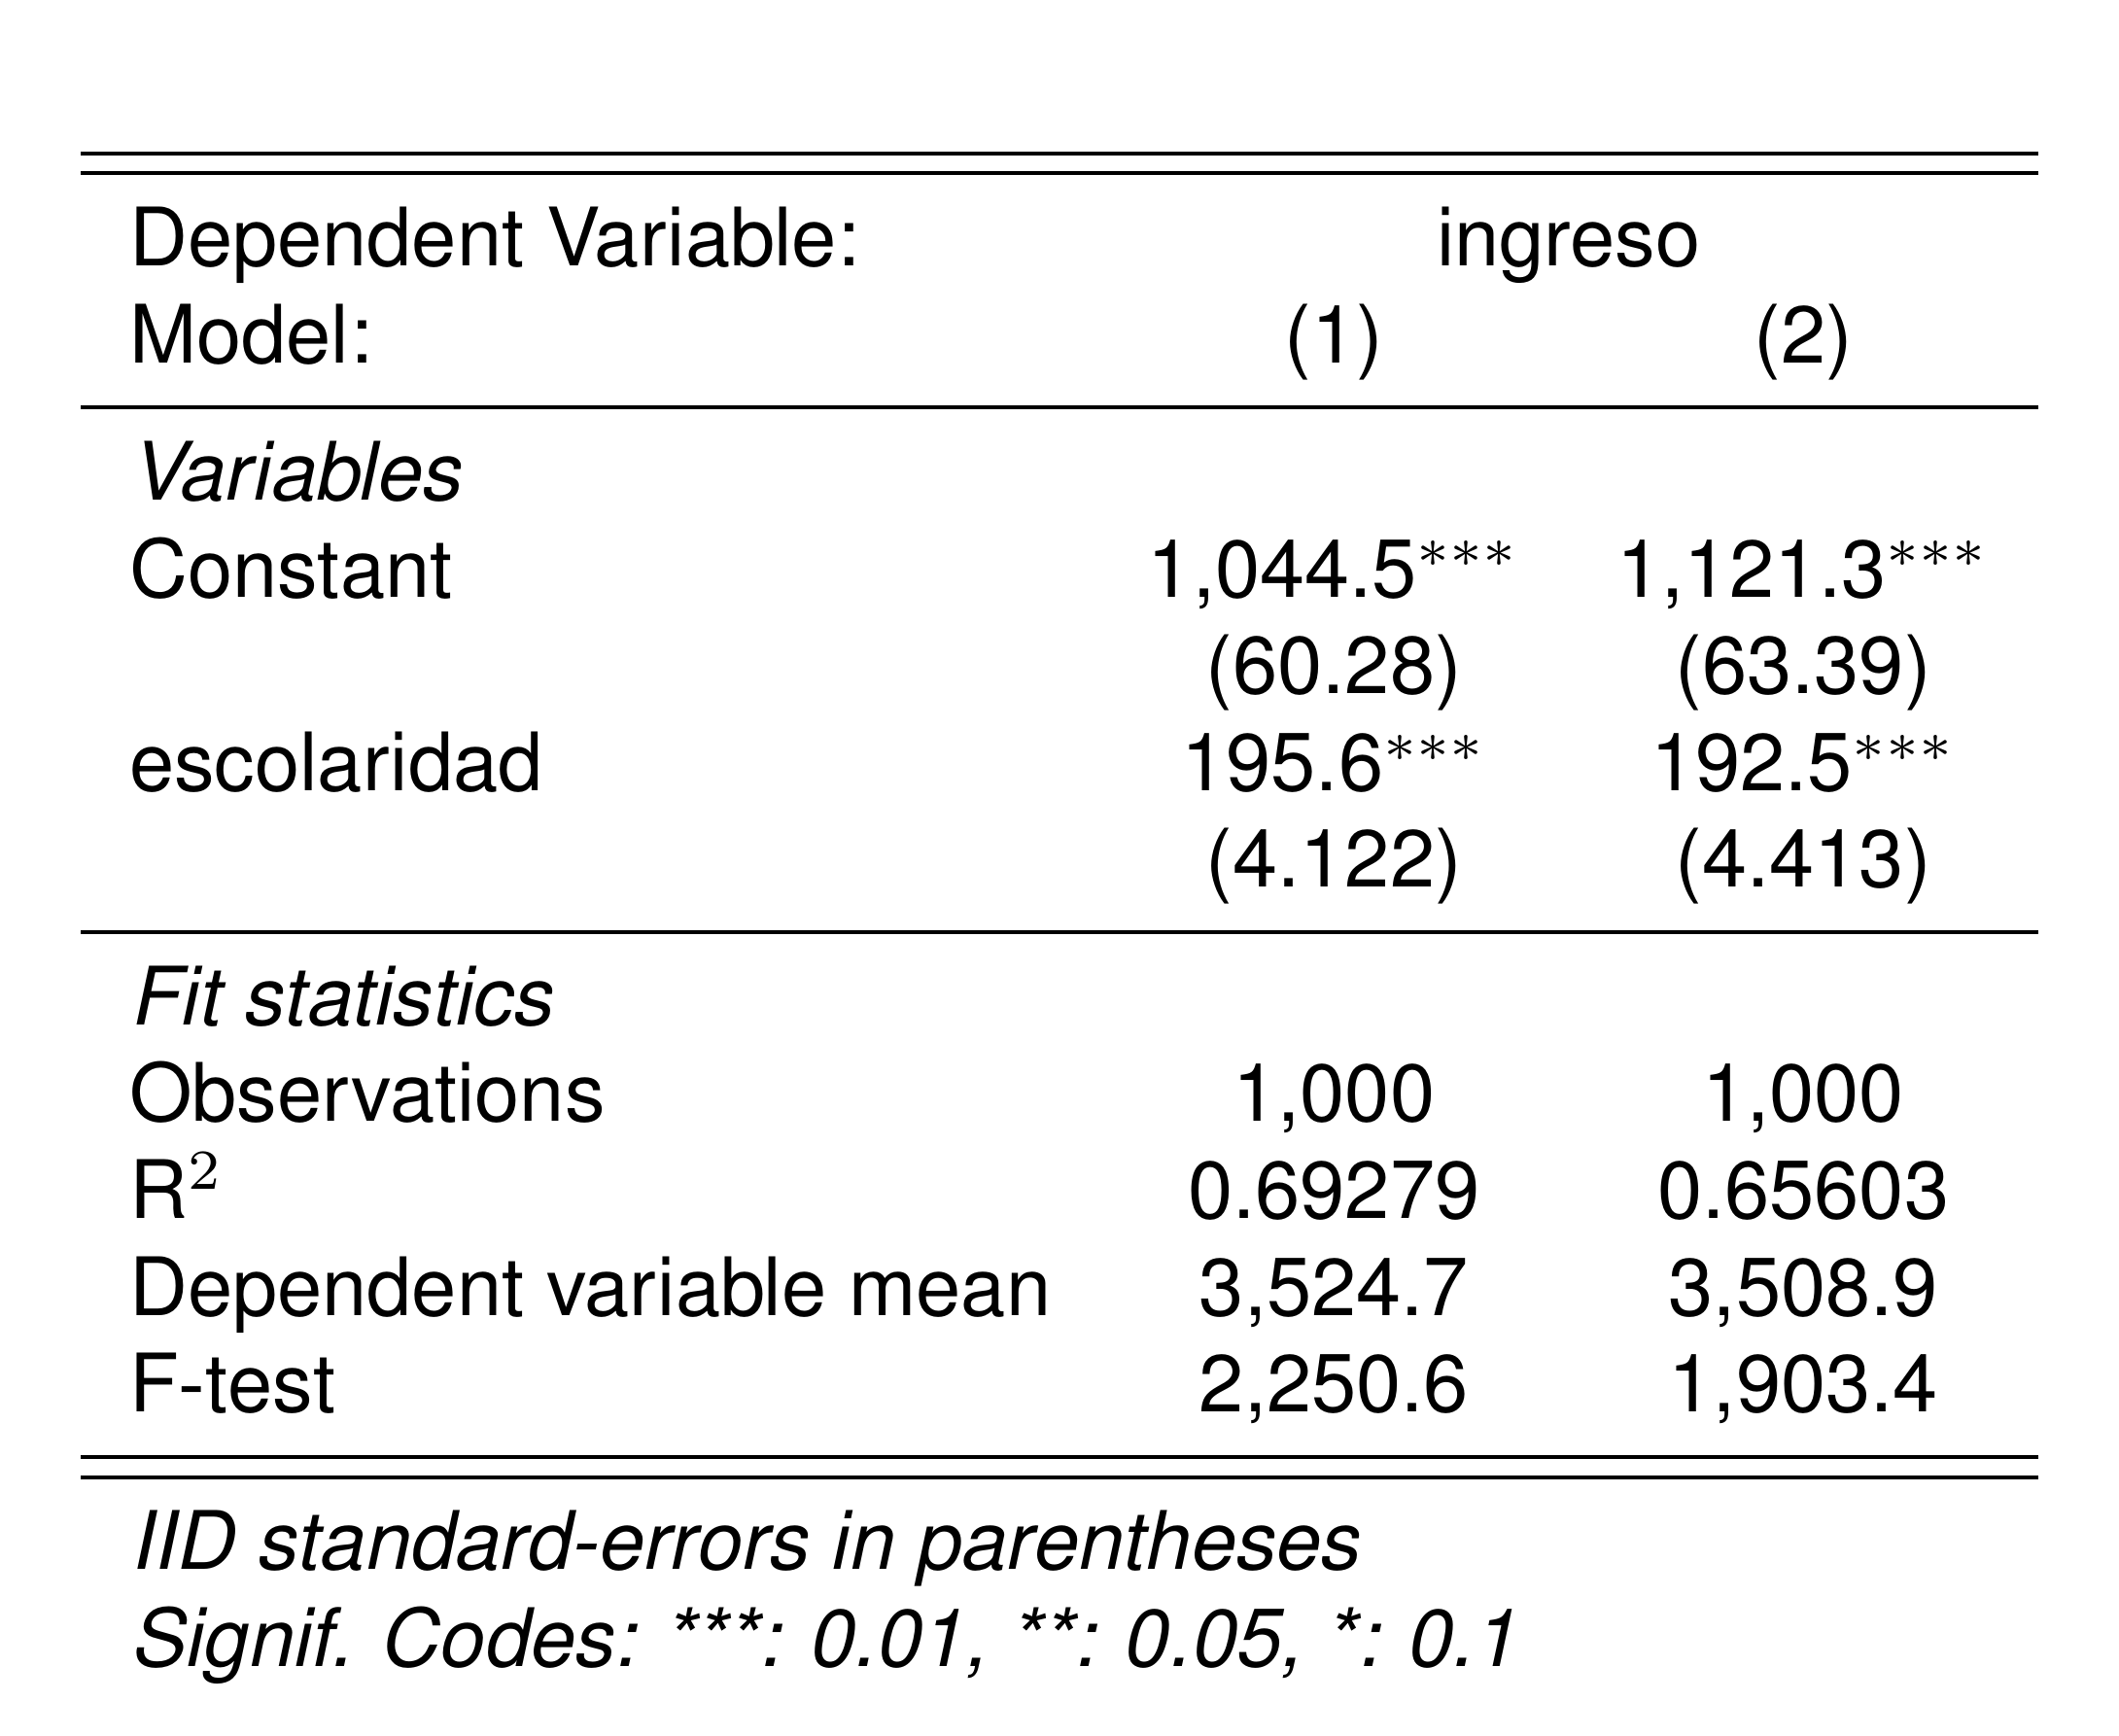 Dependent Variable: ingreso
Model: (1) (2)
Variables
Constant 1,044.5*** 1,121.3***
(60.28) (63.39)
escolaridad 195.6*** 192.5***
(4.122) (4.413)
Fit statistics
Observations 1,000 1,000
R² 0.69279 0.65603
Dependent variable mean 3,524.7 3,508.9
F-test 2,250.6 1,903.4
IID standard-errors in parentheses
Signif. Codes: ***: 0.01, **: 0.05, *: 0.1